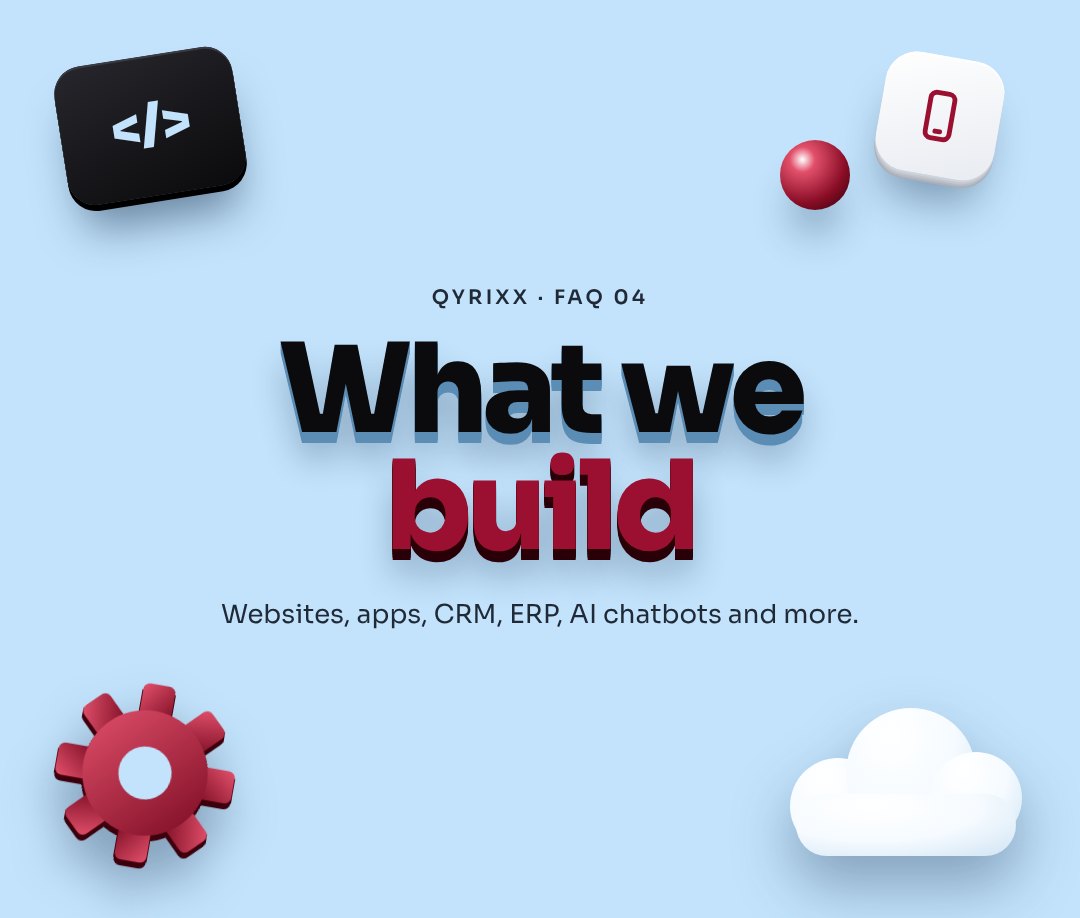 </>
QYRIXX · FAQ 04
What we
build
Websites, apps, CRM, ERP, AI chatbots and more.